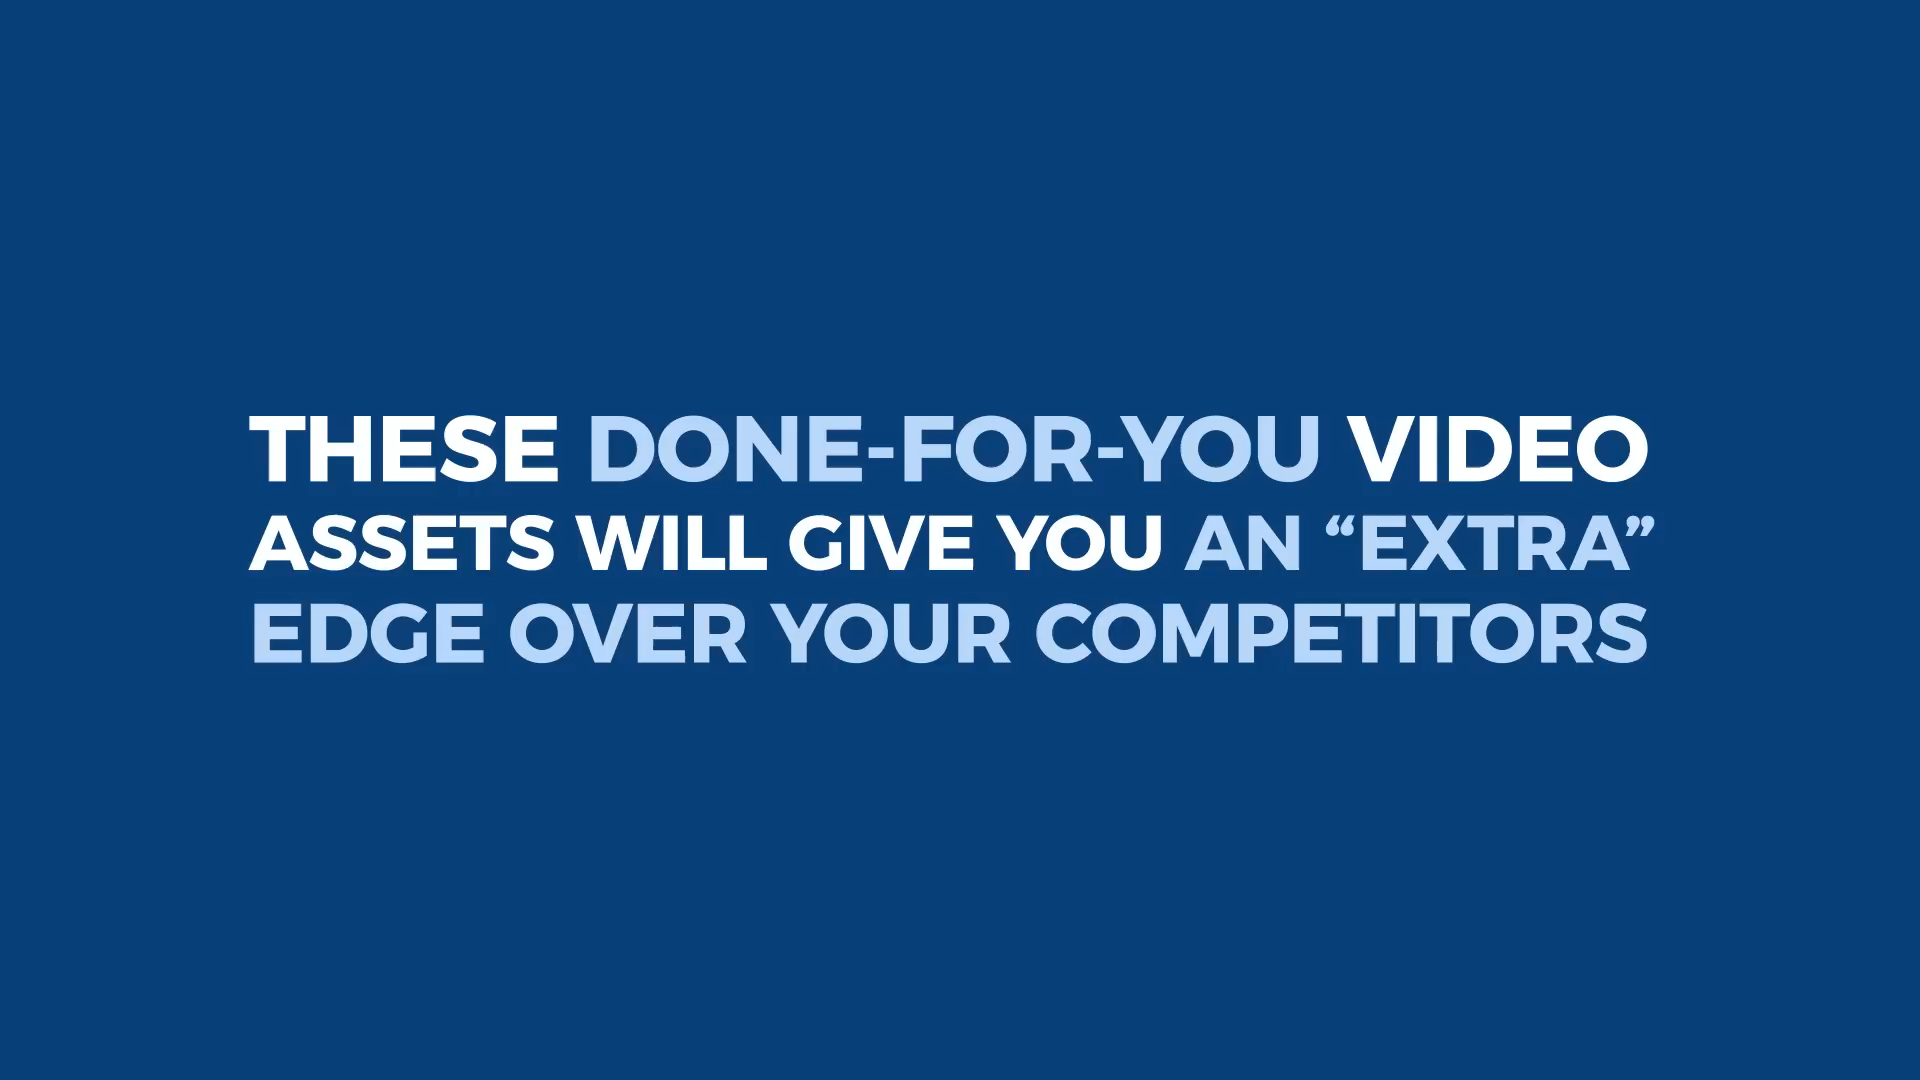 THESE DONE-FOR-YOU VIDEO
ASSETS WILL GIVE YOU AN “EXTRA”
EDGE OVER YOUR COMPETITORS